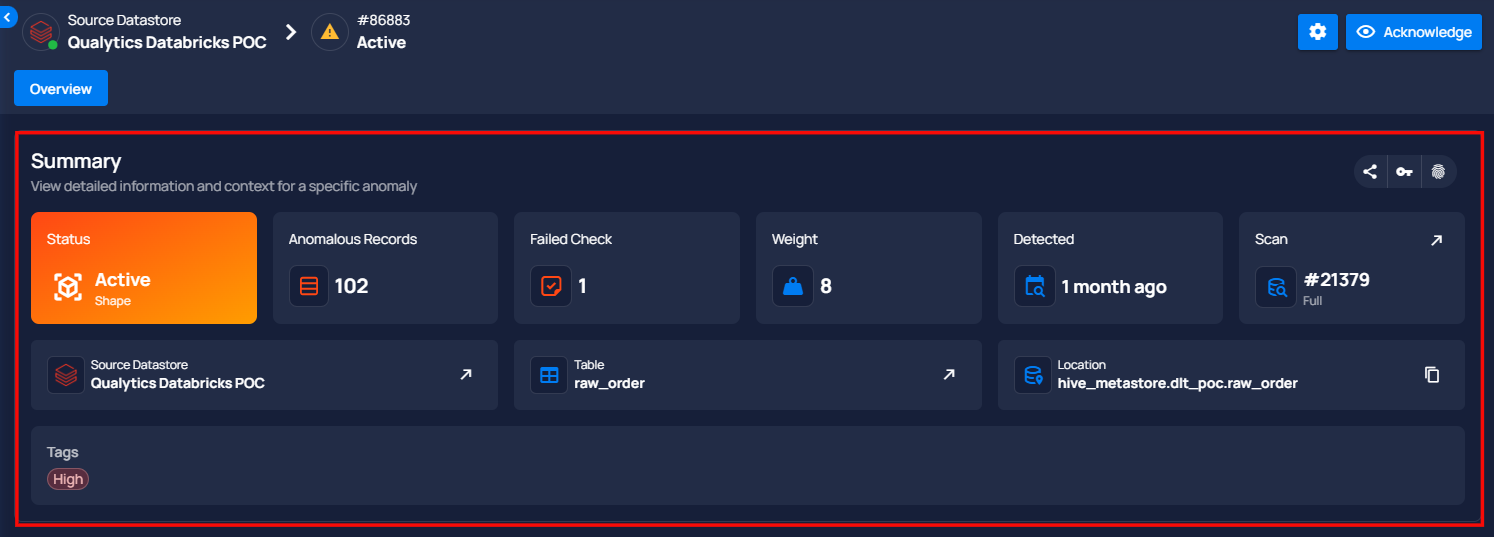 Source Datastore
Qualytics Databricks POC
#86883
Active
Acknowledge
Overview
Summary
View detailed information and context for a specific anomaly
Status
Active
Shape
Anomalous Records
102
Failed Check
1
Weight
8
Detected
1 month ago
Scan
#21379
Full
Source Datastore
Qualytics Databricks POC
Table
raw_order
Location
hive_metastore.dlt_poc.raw_order
Tags
High